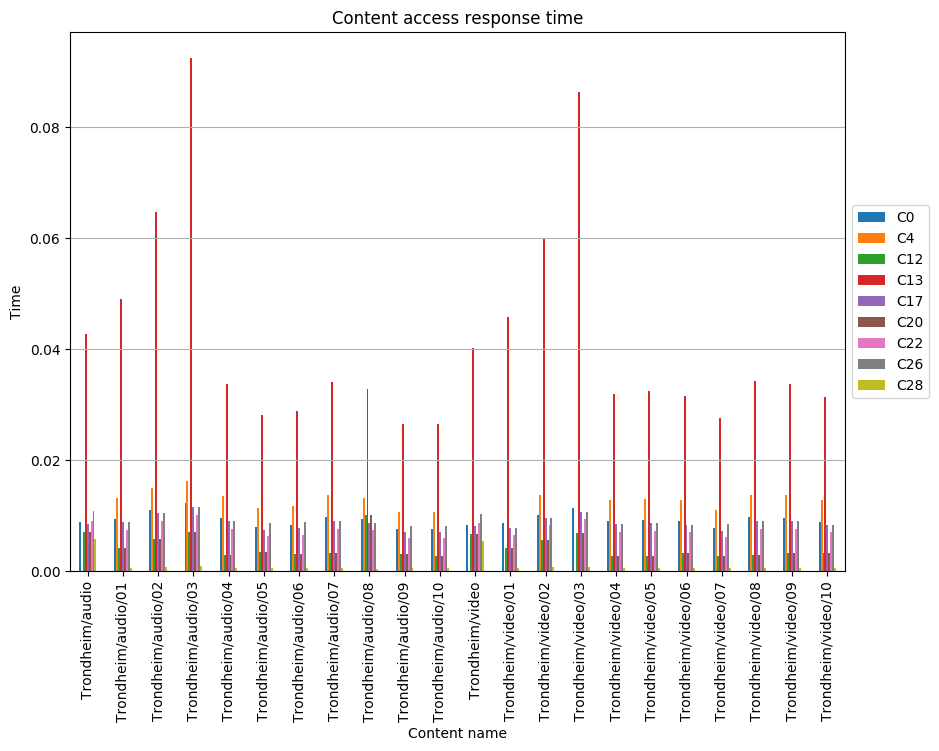 Content access response time
Time
0.08
0.06
0.04
0.02
0.00
Trondheim/audio
Trondheim/audio/01
Trondheim/audio/02
Trondheim/audio/03
Trondheim/audio/04
Trondheim/audio/05
Trondheim/audio/06
Trondheim/audio/07
Trondheim/audio/08
Trondheim/audio/09
Trondheim/audio/10
Trondheim/video
Trondheim/video/01
Trondheim/video/02
Trondheim/video/03
Trondheim/video/04
Trondheim/video/05
Trondheim/video/06
Trondheim/video/07
Trondheim/video/08
Trondheim/video/09
Trondheim/video/10
Content name
C0
C4
C12
C13
C17
C20
C22
C26
C28